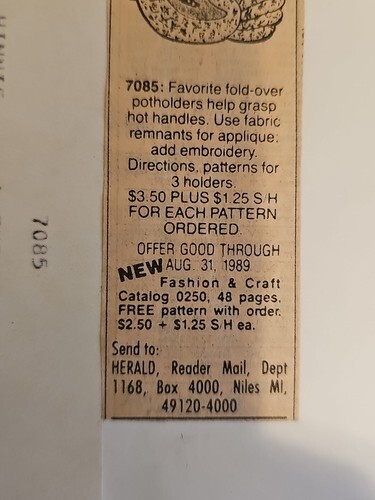 7085: Favorite fold-over
potholders help grasp
hot handles. Use fabric
remnants for applique;
add embroidery.
Directions, patterns for
3 holders.
$3.50 PLUS $1.25 S/H
FOR EACH PATTERN
ORDERED.
OFFER GOOD THROUGH
AUG. 31, 1989
NEW
Fashion & Craft
Catalog 0250, 48 pages.
FREE pattern with order.
$2.50 + $1.25 S/H ea.
Send to:
HERALD, Reader Mail, Dept
1168, Box 4000, Niles MI,
49120-4000
7085